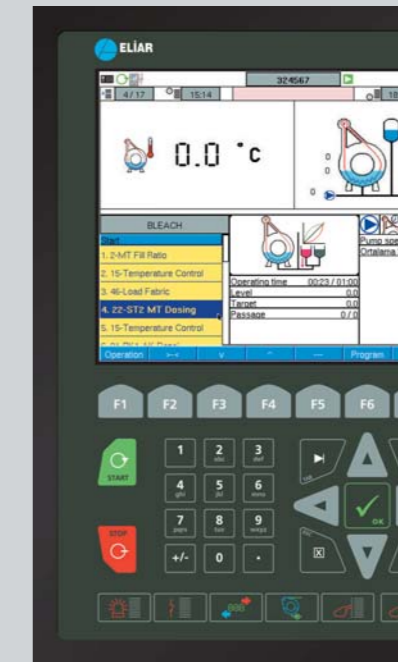 ELİAR
324567
4 / 17
15:14
10
0.0 °c
0
0
0
BLEACH
Start
1. 2-MT Fill Ratio
2. 15-Temperature Control
3. 46-Load Fabric
4. 22-ST2 MT Dosing
5. 15-Temperature Control
Operating time 00:23 / 01:00
Level 0.0
Target 0.0
Passage 0 / 0
Pump spe
Ortalama
Operation >-< v ^ --- Program
F1 F2 F3 F4 F5 F6
START
1 2 abc 3 def
4 ghi 5 jkl 6 mno
7 pqrs 8 tuv 9 wxyz
STOP
+/- 0 .
OK